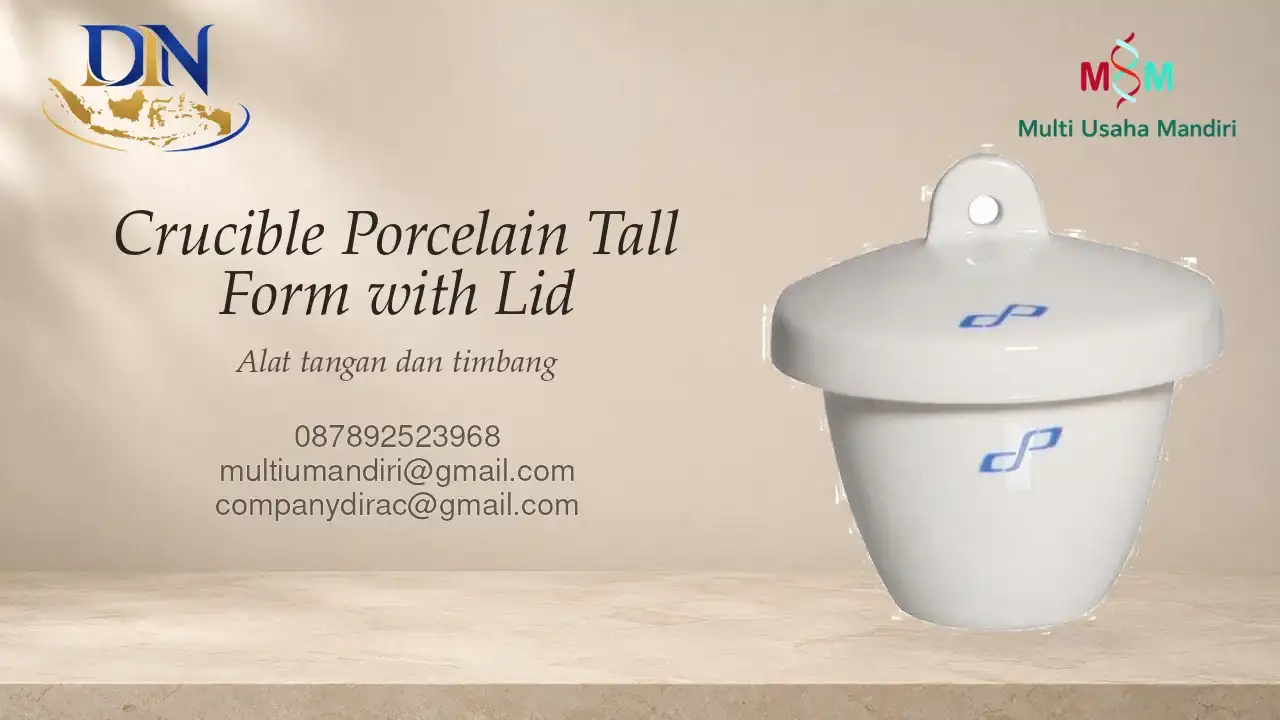 DIN
MSM
Multi Usaha Mandiri
Crucible Porcelain Tall
Form with Lid
Alat tangan dan timbang
087892523968
multiumandiri@gmail.com
companydirac@gmail.com